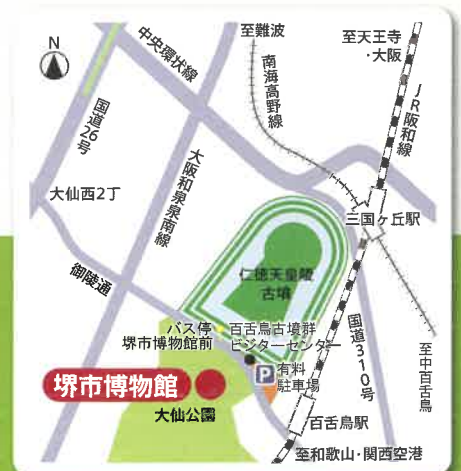 N
中央環状線
至難波
南海高野線
至天王寺
・大阪
JR阪和線
国道26号
大阪和泉泉南線
大仙西2丁
三国ヶ丘駅
御陵通
仁徳天皇陵
古墳
バス停
堺市博物館前
百舌鳥古墳群
ビジターセンター
国道310号
至中百舌鳥
P
有料
駐車場
堺市博物館
大仙公園
百舌鳥駅
至和歌山・関西空港